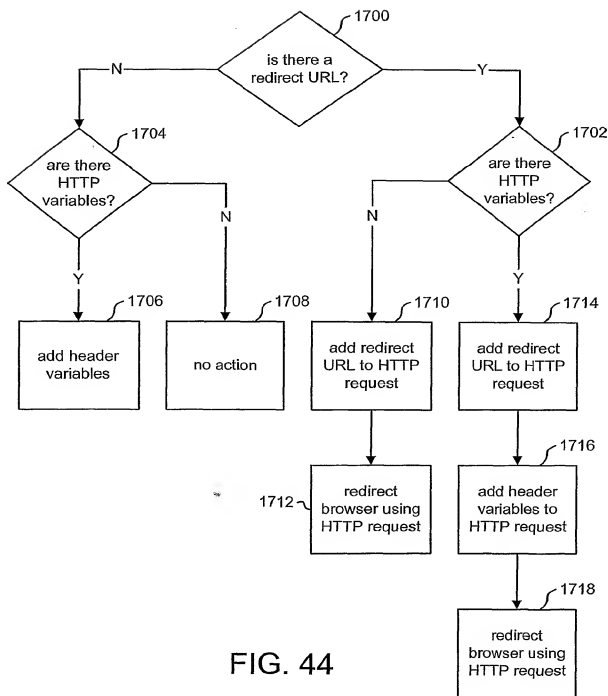 1700
is there a
redirect URL?
N
Y
1704
are there
HTTP
variables?
1702
are there
HTTP
variables?
N
N
Y
Y
1706
add header
variables
1708
no action
1710
add redirect
URL to HTTP
request
1714
add redirect
URL to HTTP
request
1712
redirect
browser using
HTTP request
1716
add header
variables to
HTTP request
1718
redirect
browser using
HTTP request
FIG. 44